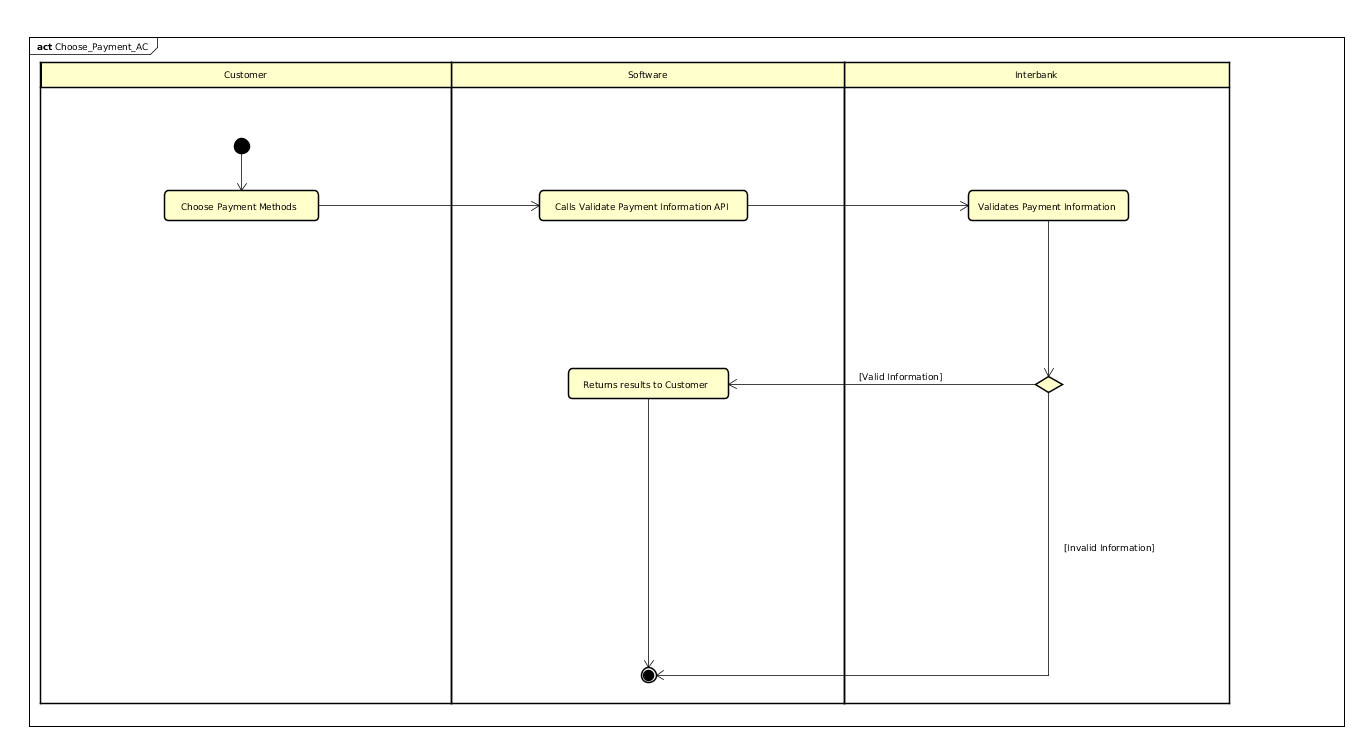 act Choose_Payment_AC
Customer
Software
Interbank
Choose Payment Methods
Calls Validate Payment Information API
Validates Payment Information
Returns results to Customer
[Valid Information]
[Invalid Information]